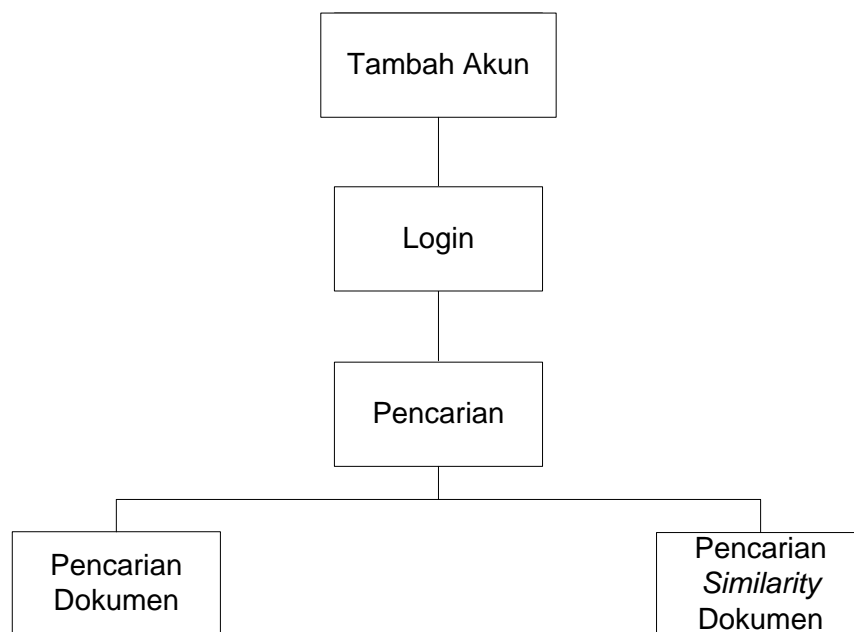 Tambah Akun
Login
Pencarian
Pencarian
Dokumen
Pencarian
Similarity
Dokumen